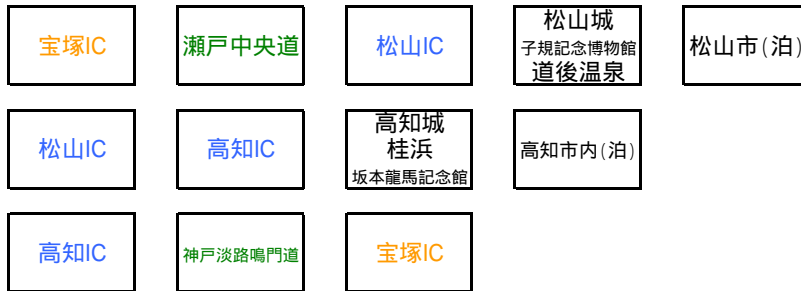 宝塚IC
瀬戸中央道
松山IC
松山城
子規記念博物館
道後温泉
松山市(泊)
松山IC
高知IC
高知城
桂浜
坂本龍馬記念館
高知市内(泊)
高知IC
神戸淡路鳴門道
宝塚IC